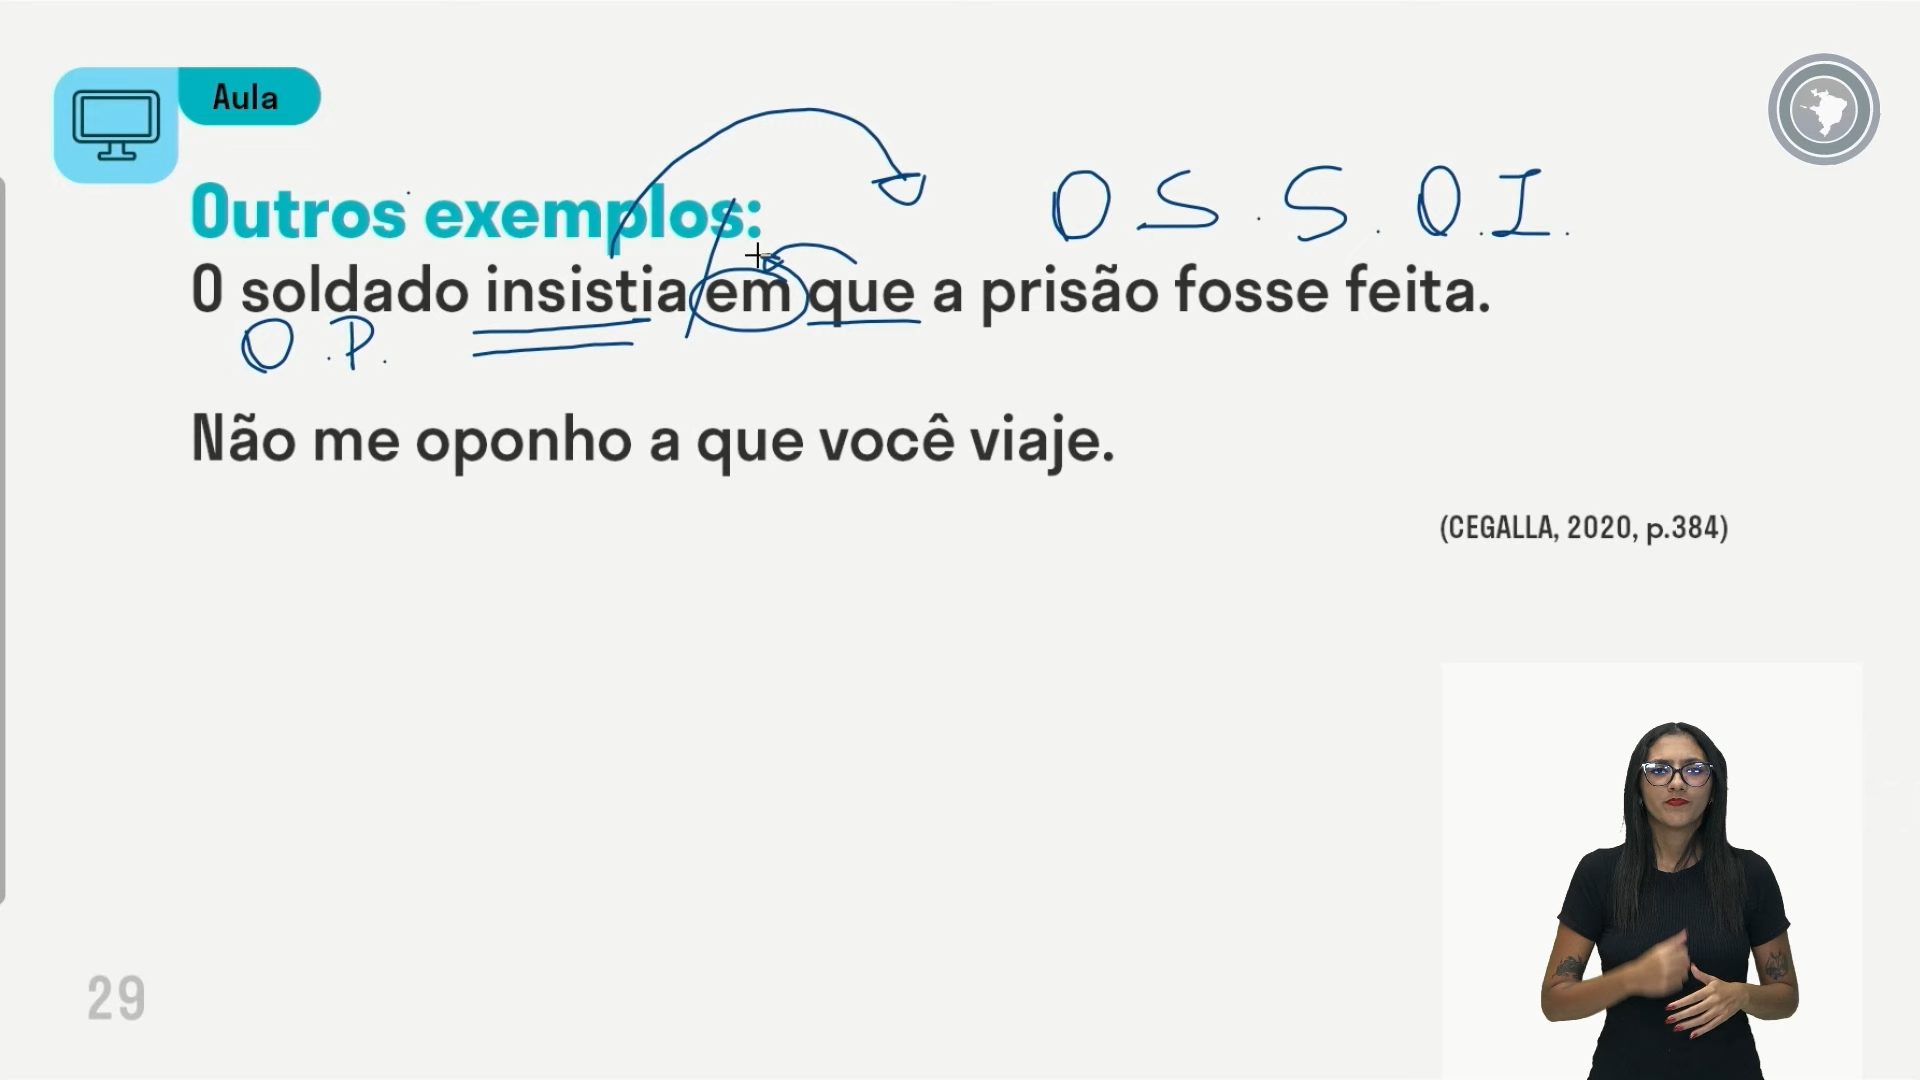 Aula
Outros exemplos:
O S. S. O.I.
O soldado insistia em que a prisão fosse feita.
O.P.
Não me oponho a que você viaje.
(CEGALLA, 2020, p.384)
29